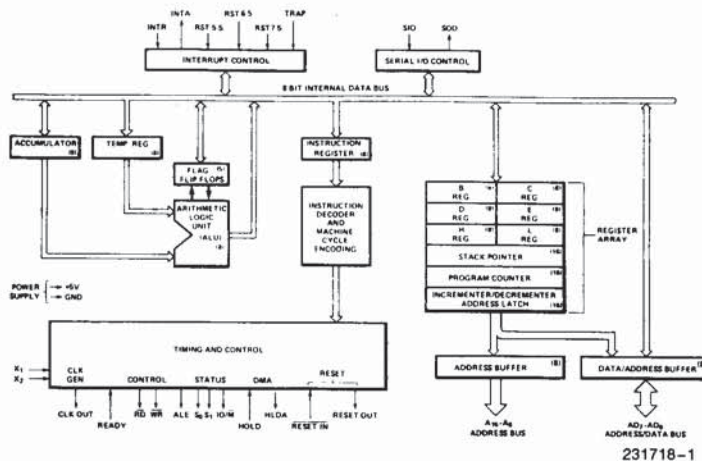 INTA RST 6.5 TRAP
INTR RST 5.5 RST 7.5
SID SOD
INTERRUPT CONTROL
SERIAL I/O CONTROL
8 BIT INTERNAL DATA BUS
ACCUMULATOR (8)
TEMP REG (8)
FLAG (5)
FLIP FLOPS
INSTRUCTION
REGISTER (8)
ARITHMETIC
LOGIC
UNIT
(ALU)
(8)
INSTRUCTION
DECODER
AND
MACHINE
CYCLE
ENCODING
B (8) C (8)
REG REG
D (8) E (8)
REG REG
H (8) L (8)
REG REG
STACK POINTER (16)
PROGRAM COUNTER (16)
INCREMENTER/DECREMENTER
ADDRESS LATCH (16)
REGISTER
ARRAY
POWER
SUPPLY
+5V
GND
TIMING AND CONTROL
X1
X2
CLK
GEN
CONTROL STATUS DMA RESET
CLK OUT
READY
RD WR ALE S0 S1 IO/M
HOLD
HLDA
RESET IN
RESET OUT
ADDRESS BUFFER (8)
DATA/ADDRESS BUFFER
ADDRESS BUS
ADDRESS/DATA BUS
231718–1